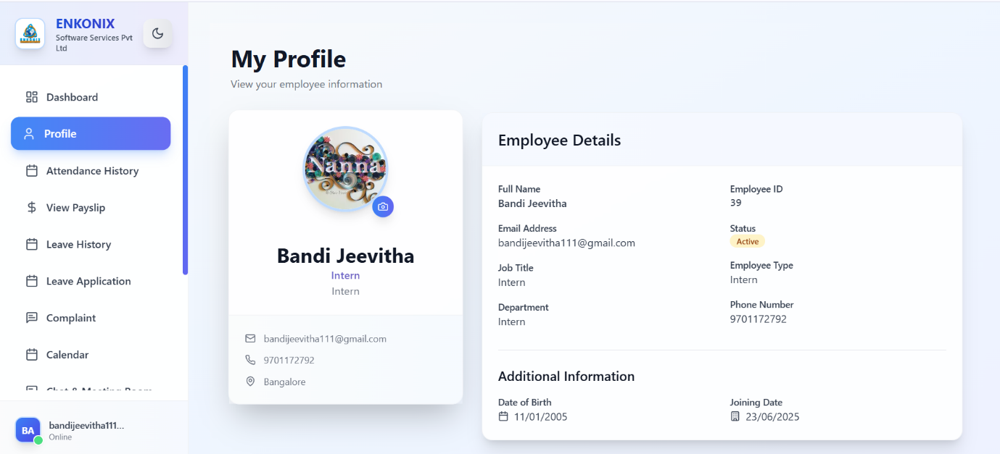 ENKONIX
Software Services Pvt
Ltd
Dashboard
Profile
Attendance History
View Payslip
Leave History
Leave Application
Complaint
Calendar
Chat & Meeting Room
BA
bandijeevitha111...
Online
My Profile
View your employee information
Nanna
Bandi Jeevitha
Intern
Intern
bandijeevitha111@gmail.com
9701172792
Bangalore
Employee Details
Full Name
Bandi Jeevitha
Email Address
bandijeevitha111@gmail.com
Job Title
Intern
Department
Intern
Employee ID
39
Status
Active
Employee Type
Intern
Phone Number
9701172792
Additional Information
Date of Birth
11/01/2005
Joining Date
23/06/2025